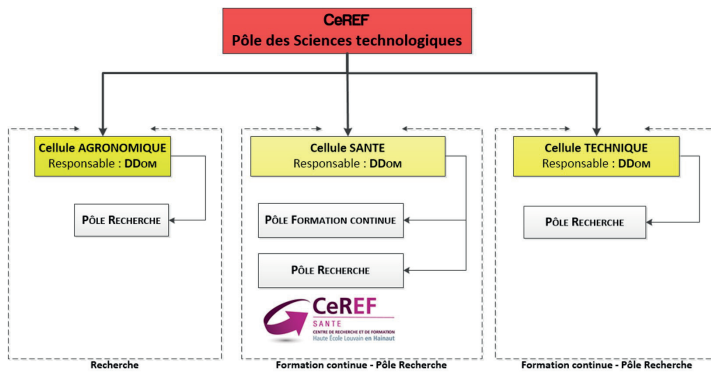 CeREF
Pôle des Sciences technologiques
Cellule AGRONOMIQUE
Responsable : DDOM
PÔLE RECHERCHE
Recherche
Cellule SANTE
Responsable : DDOM
PÔLE FORMATION CONTINUE
PÔLE RECHERCHE
CeREF
SANTE
CENTRE DE RECHERCHE ET DE FORMATION
Haute École Louvain en Hainaut
Formation continue - Pôle Recherche
Cellule TECHNIQUE
Responsable : DDOM
PÔLE RECHERCHE
Formation continue - Pôle Recherche